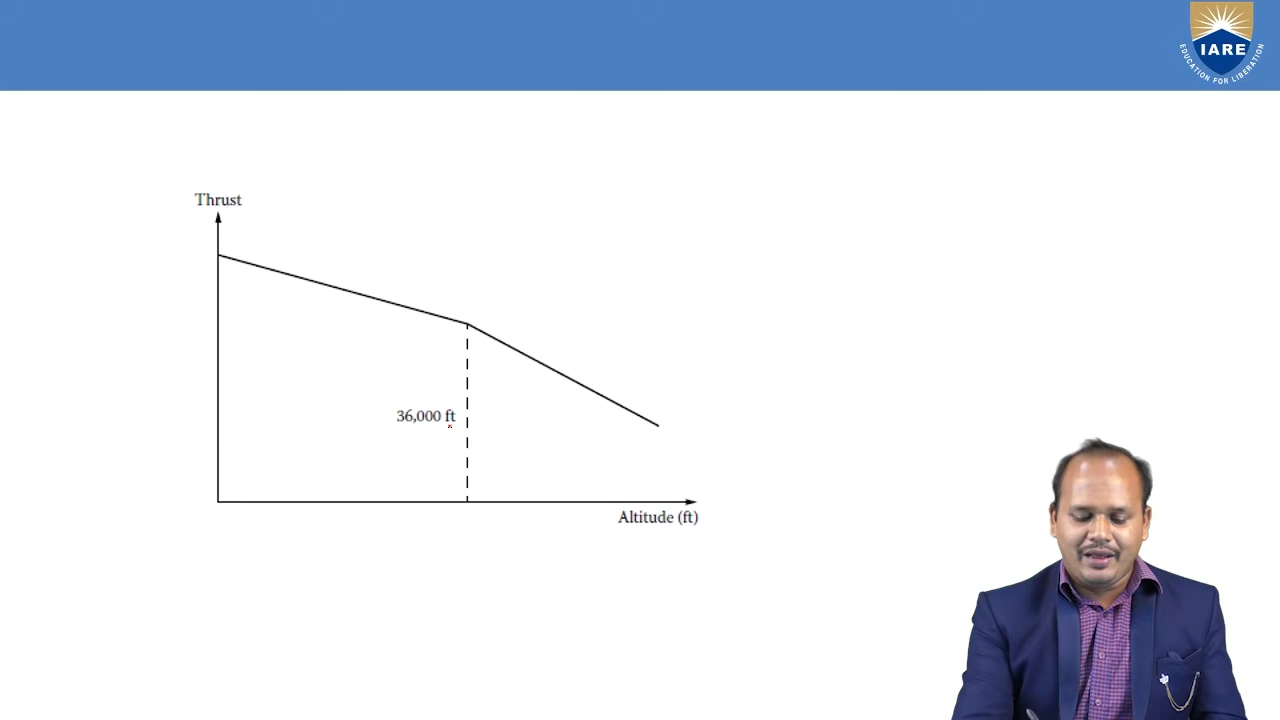 IARE
EDUCATION FOR LIBERATION
Thrust
36,000 ft
Altitude (ft)